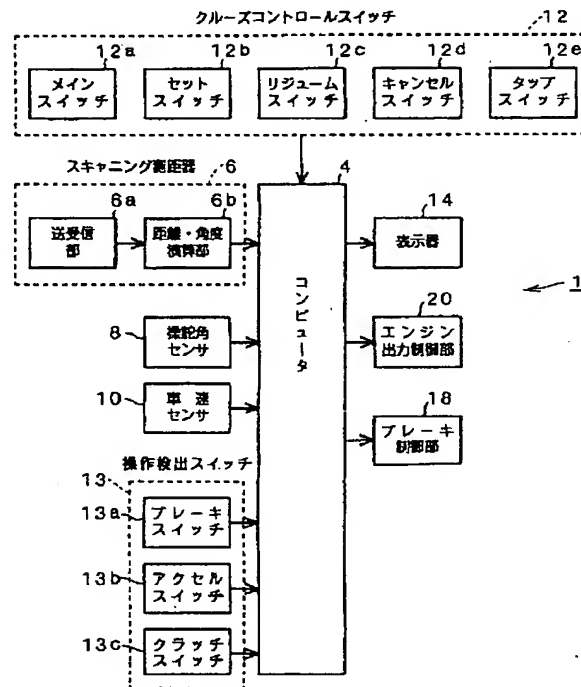 クルーズコントロールスイッチ
12
12a
12b
12c
12d
12e
メイン
スイッチ
セット
スイッチ
リジューム
スイッチ
キャンセル
スイッチ
タップ
スイッチ
スキャニング測距器
6
6a
6b
送受信
部
距離・角度
演算部
4
コンピュータ
14
表示器
1
8
操舵角
センサ
20
エンジン
出力制御部
10
車速
センサ
18
ブレーキ
制御部
操作検出スイッチ
13
13a
ブレーキ
スイッチ
13b
アクセル
スイッチ
13c
クラッチ
スイッチ